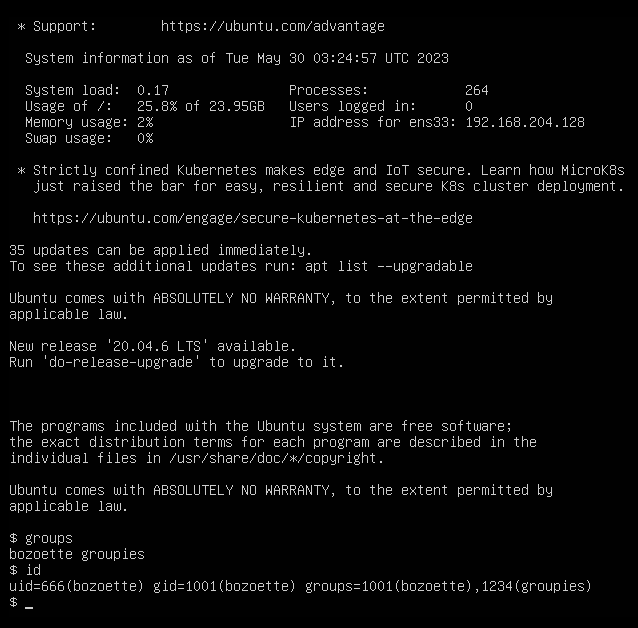 * Support:        https://ubuntu.com/advantage
System information as of Tue May 30 03:24:57 UTC 2023
System load:  0.17               Processes:            264
Usage of /:   25.8% of 23.95GB   Users logged in:      0
Memory usage: 2%                 IP address for ens33: 192.168.204.128
Swap usage:   0%
* Strictly confined Kubernetes makes edge and IoT secure. Learn how MicroK8s
just raised the bar for easy, resilient and secure K8s cluster deployment.
https://ubuntu.com/engage/secure-kubernetes-at-the-edge
35 updates can be applied immediately.
To see these additional updates run: apt list --upgradable
Ubuntu comes with ABSOLUTELY NO WARRANTY, to the extent permitted by
applicable law.
New release '20.04.6 LTS' available.
Run 'do-release-upgrade' to upgrade to it.
The programs included with the Ubuntu system are free software;
the exact distribution terms for each program are described in the
individual files in /usr/share/doc/*/copyright.
Ubuntu comes with ABSOLUTELY NO WARRANTY, to the extent permitted by
applicable law.
$ groups
bozoette groupies
$ id
uid=666(bozoette) gid=1001(bozoette) groups=1001(bozoette),1234(groupies)
$ _